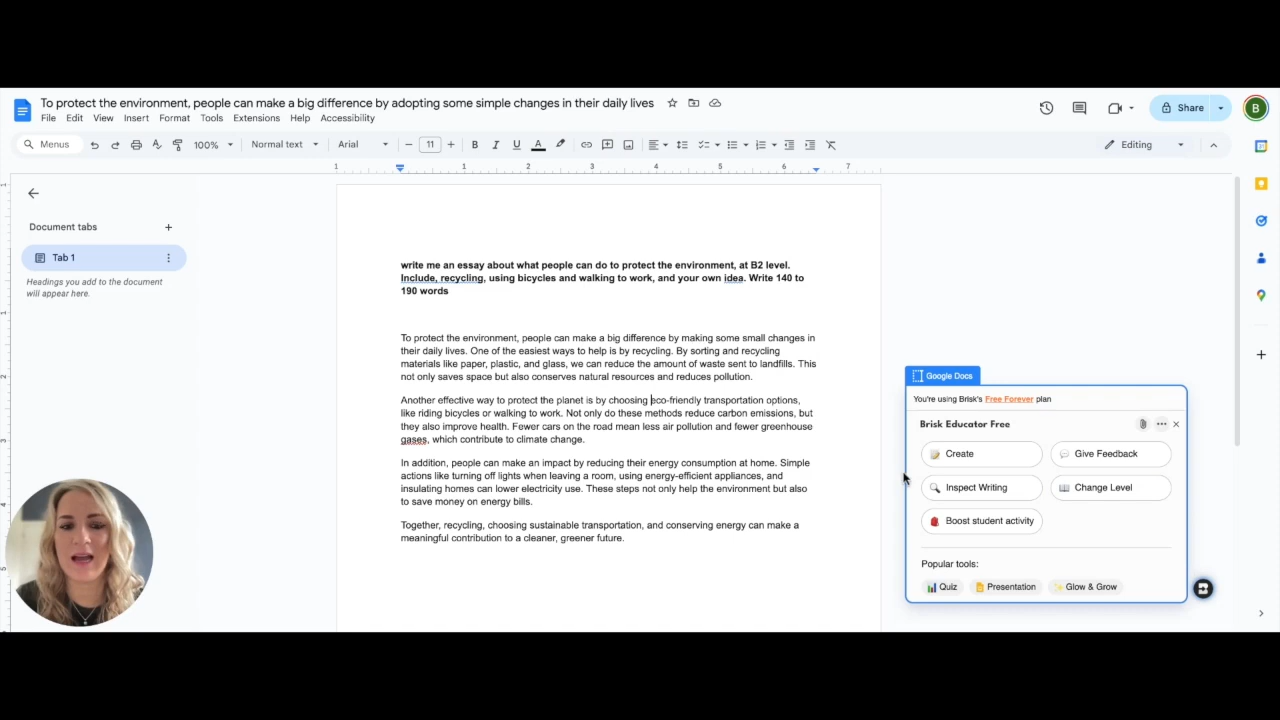 To protect the environment, people can make a big difference by adopting some simple changes in their daily lives
File Edit View Insert Format Tools Extensions Help Accessibility
Share
B
Menus
100%
Normal text
Arial
11
Editing
1 1 2 3 4 5 6 7
Document tabs
Tab 1
Headings you add to the document
will appear here.
write me an essay about what people can do to protect the environment, at B2 level.
Include, recycling, using bicycles and walking to work, and your own idea. Write 140 to
190 words
To protect the environment, people can make a big difference by making some small changes in
their daily lives. One of the easiest ways to help is by recycling. By sorting and recycling
materials like paper, plastic, and glass, we can reduce the amount of waste sent to landfills. This
not only saves space but also conserves natural resources and reduces pollution.
Another effective way to protect the planet is by choosing eco-friendly transportation options,
like riding bicycles or walking to work. Not only do these methods reduce carbon emissions, but
they also improve health. Fewer cars on the road mean less air pollution and fewer greenhouse
gases, which contribute to climate change.
In addition, people can make an impact by reducing their energy consumption at home. Simple
actions like turning off lights when leaving a room, using energy-efficient appliances, and
insulating homes can lower electricity use. These steps not only help the environment but also
to save money on energy bills.
Together, recycling, choosing sustainable transportation, and conserving energy can make a
meaningful contribution to a cleaner, greener future.
Google Docs
You're using Brisk's Free Forever plan
Brisk Educator Free
Create
Give Feedback
Inspect Writing
Change Level
Boost student activity
Popular tools:
Quiz
Presentation
Glow & Grow